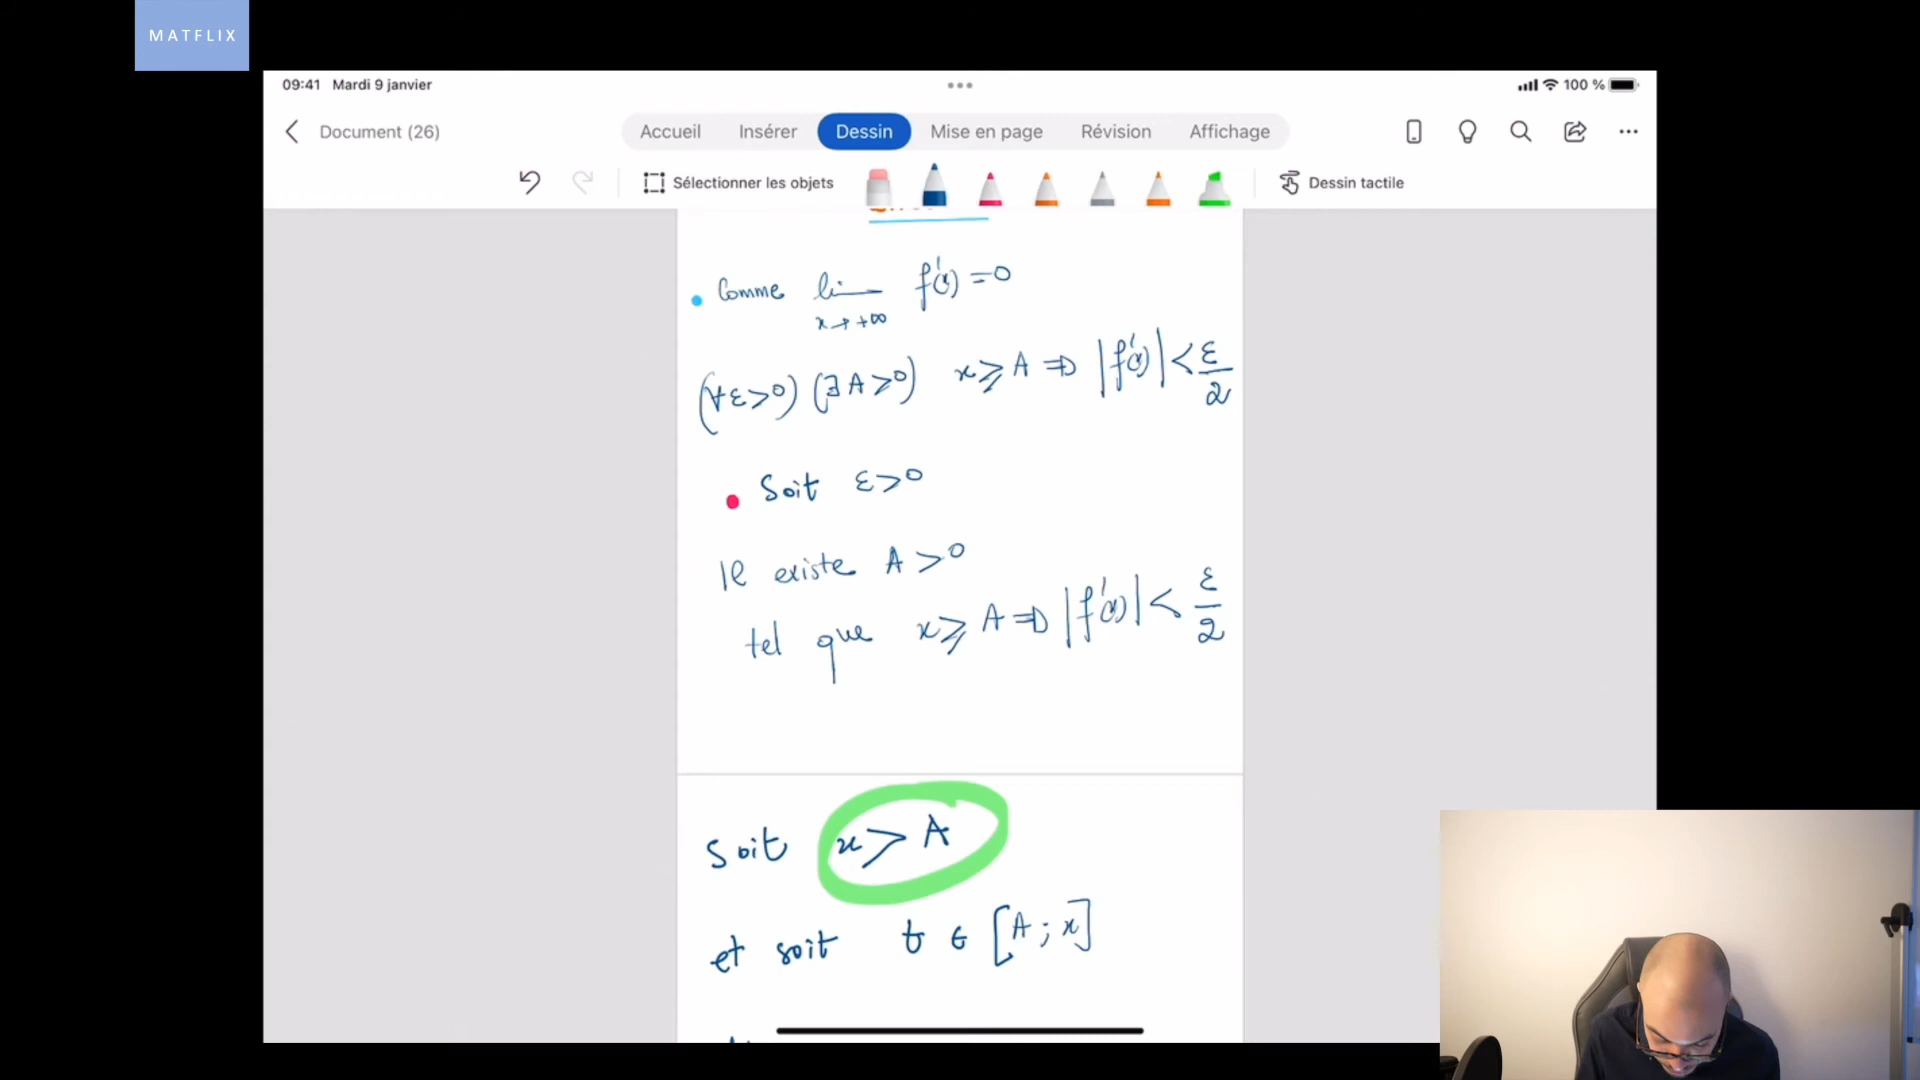 MATFLIX
09:41 Mardi 9 janvier
100 %
Document (26)
Accueil Insérer Dessin Mise en page Révision Affichage
Sélectionner les objets
Dessin tactile
Comme lim f'(x) = 0
x → +∞
(∀ε>0) (∃A≥0) x ≥ A ⇒ |f'(x)| < ε/2
Soit ε>0
Il existe A >0
tel que x ≥ A ⇒ |f'(x)| < ε/2
Soit x > A
et soit t ∈ [A ; x]